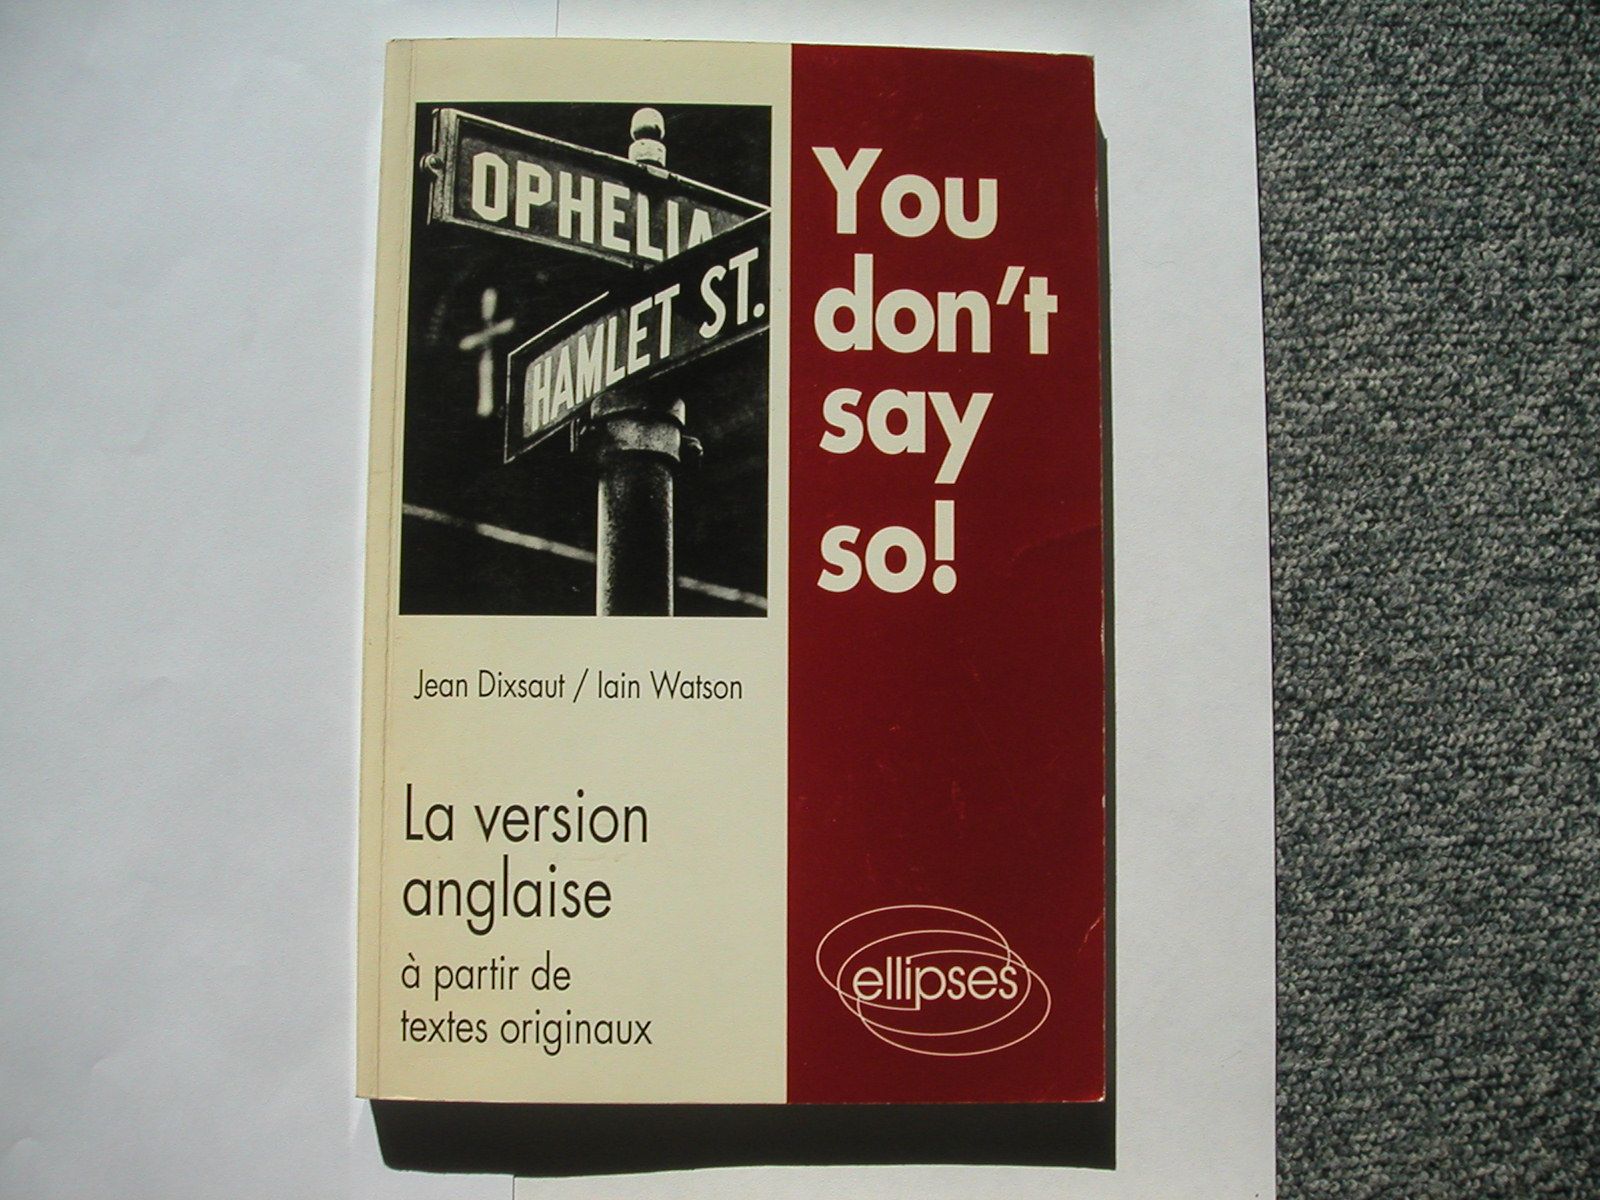 OPHELIA
HAMLET ST.
You
don't
say
so!
Jean Dixsaut / Iain Watson
La version
anglaise
à partir de
textes originaux
ellipses